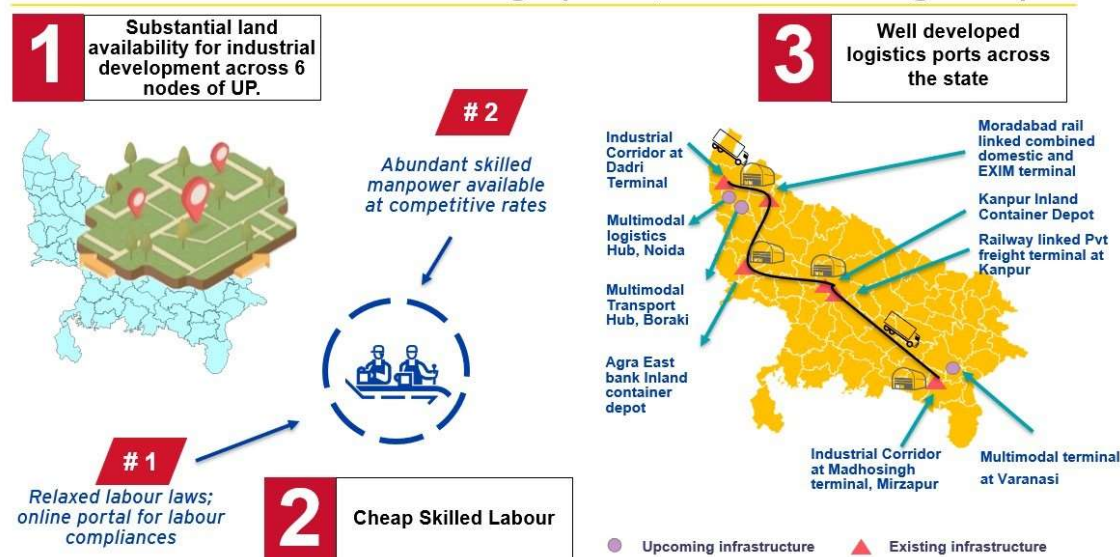 1
Substantial land
availability for industrial
development across 6
nodes of UP.
# 2
Abundant skilled
manpower available
at competitive rates
# 1
Relaxed labour laws;
online portal for labour
compliances
2
Cheap Skilled Labour
3
Well developed
logistics ports across
the state
Industrial
Corridor at
Dadri
Terminal
Multimodal
logistics
Hub, Noida
Multimodal
Transport
Hub, Boraki
Agra East
bank Inland
container
depot
Moradabad rail
linked combined
domestic and
EXIM terminal
Kanpur Inland
Container Depot
Railway linked Pvt
freight terminal at
Kanpur
Industrial Corridor
at Madhosingh
terminal, Mirzapur
Multimodal terminal
at Varanasi
Upcoming infrastructure
Existing infrastructure